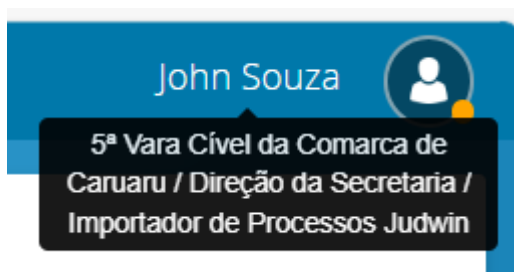 John Souza
5ª Vara Cível da Comarca de
Caruaru / Direção da Secretaria /
Importador de Processos Judwin